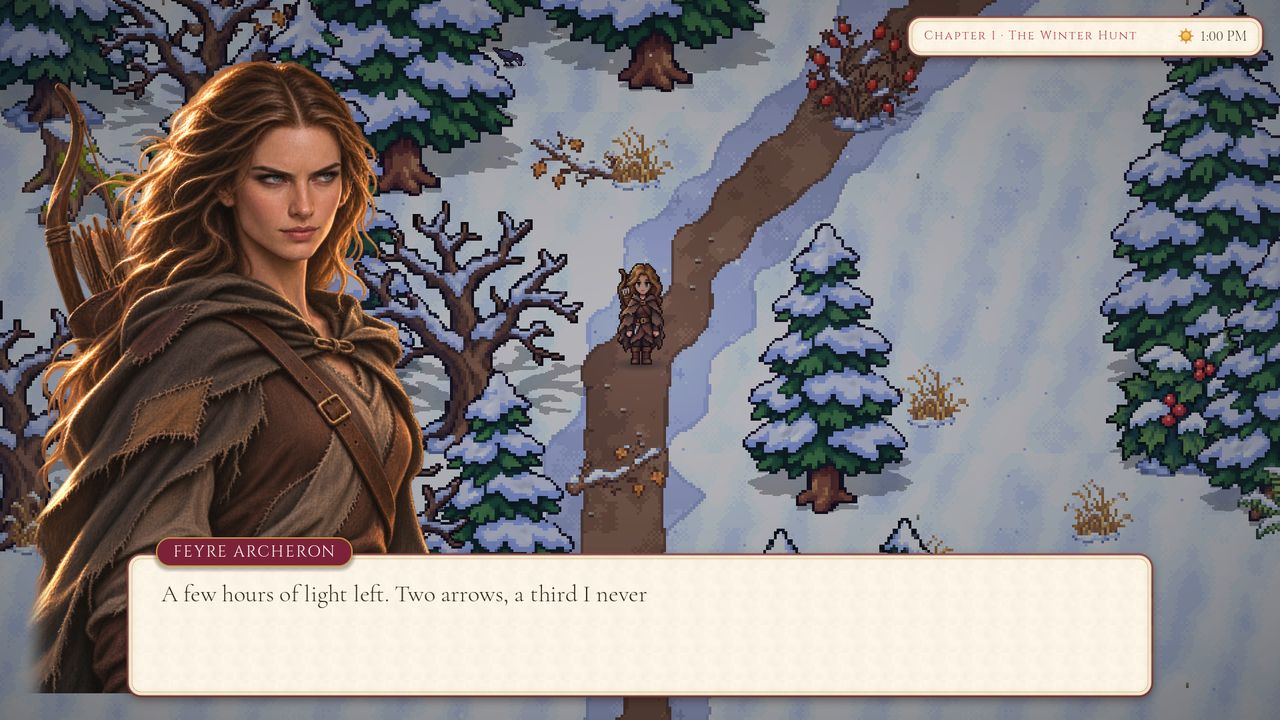 CHAPTER 1 · THE WINTER HUNT
1:00 PM
FEYRE ARCHERON
A few hours of light left. Two arrows, a third I never